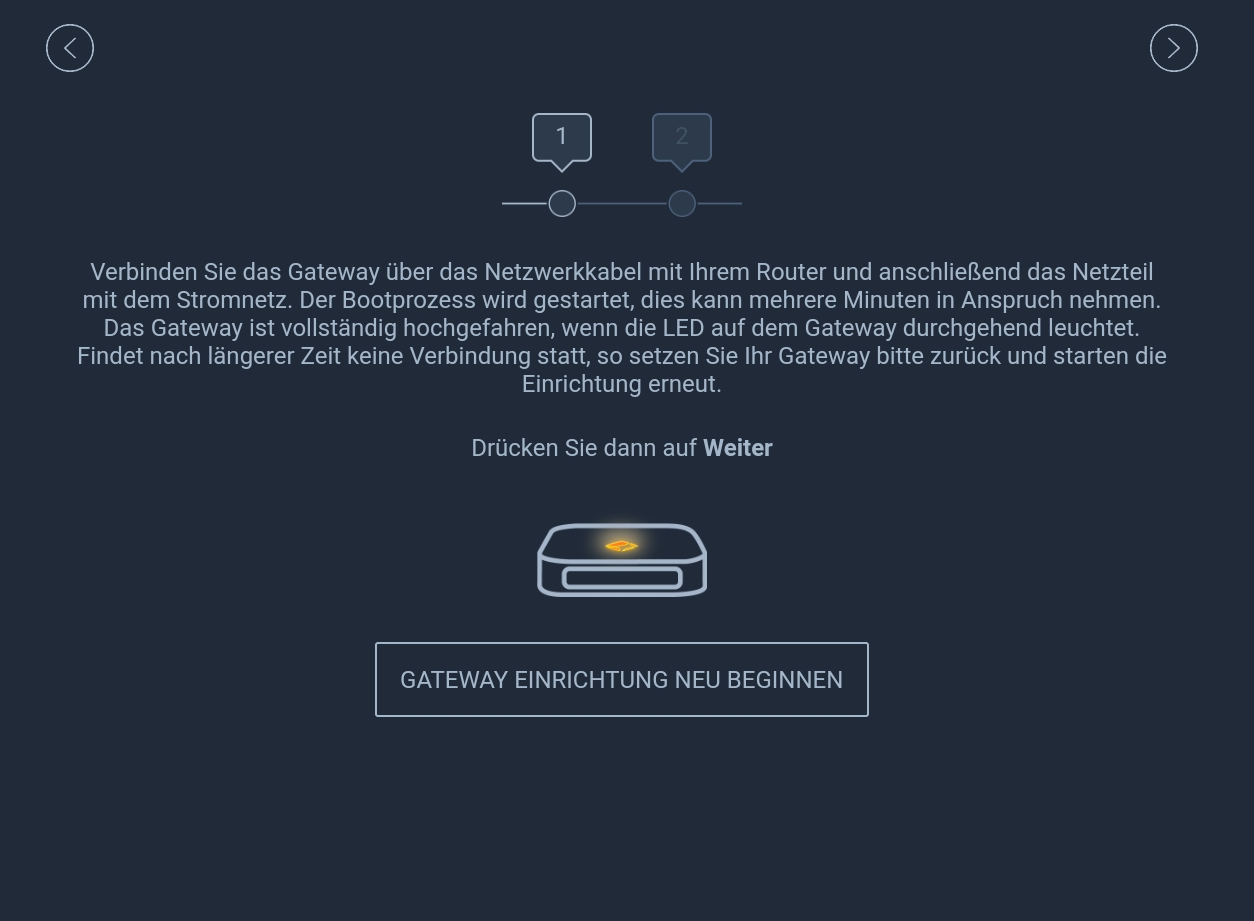 1
2
Verbinden Sie das Gateway über das Netzwerkkabel mit Ihrem Router und anschließend das Netzteil
mit dem Stromnetz. Der Bootprozess wird gestartet, dies kann mehrere Minuten in Anspruch nehmen.
Das Gateway ist vollständig hochgefahren, wenn die LED auf dem Gateway durchgehend leuchtet.
Findet nach längerer Zeit keine Verbindung statt, so setzen Sie Ihr Gateway bitte zurück und starten die
Einrichtung erneut.
Drücken Sie dann auf Weiter
GATEWAY EINRICHTUNG NEU BEGINNEN